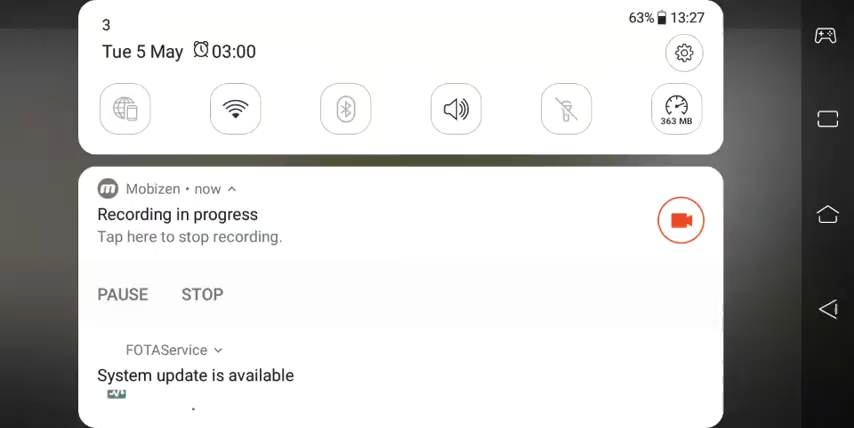 3
63% 13:27
Tue 5 May 03:00
363 MB
m Mobizen • now
Recording in progress
Tap here to stop recording.
PAUSE STOP
FOTAService
System update is available